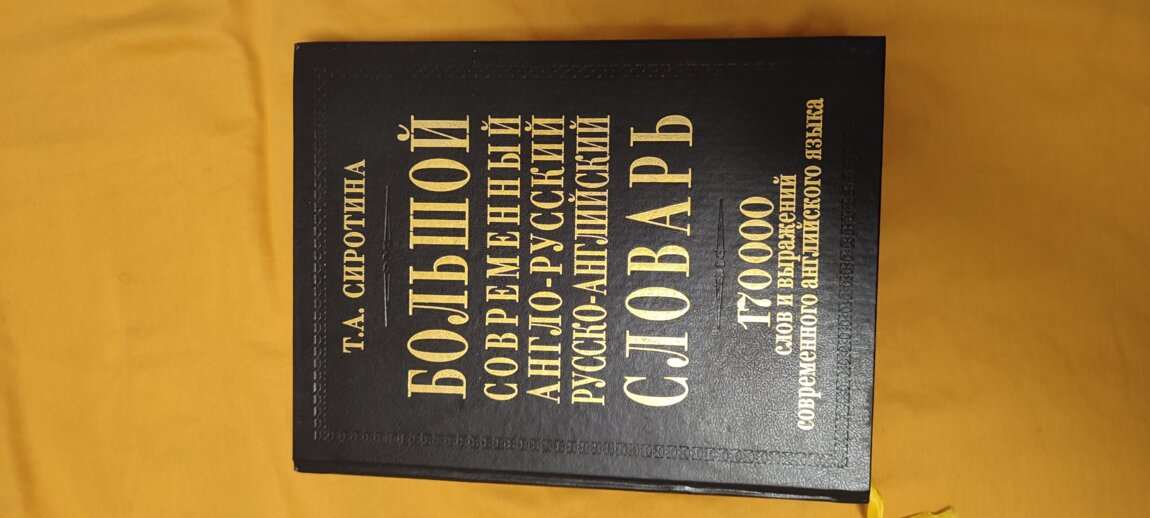 Т.А. СИРОТИНА
БОЛЬШОЙ
СОВРЕМЕННЫЙ
АНГЛО-РУССКИЙ
РУССКО-АНГЛИЙСКИЙ
СЛОВАРЬ
170000
слов и выражений
современного английского языка